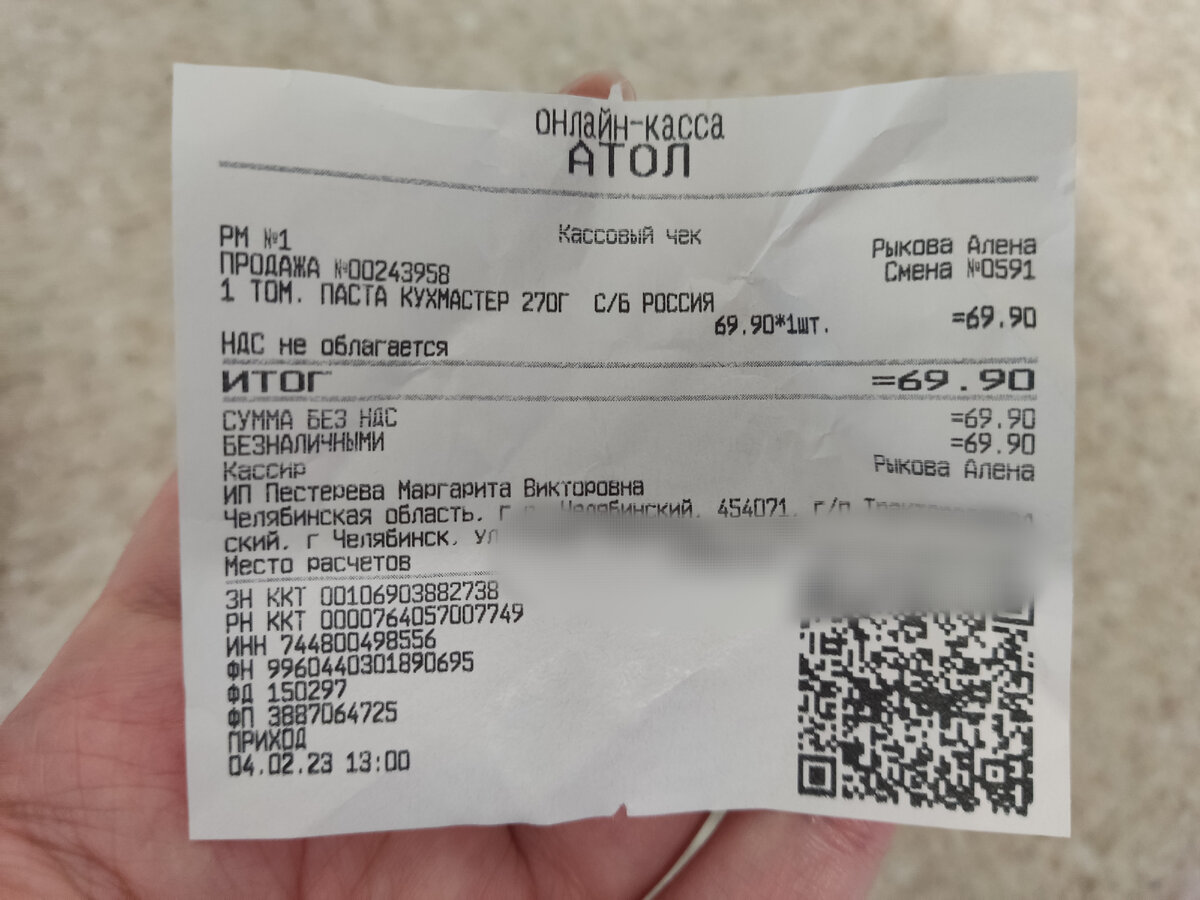 ОНЛАЙН-КАССА
АТОЛ
РМ №1 Кассовый чек Рыкова Алена
ПРОДАЖА №00243958 Смена №0591
1 ТОМ. ПАСТА КУХМАСТЕР 270Г С/Б РОССИЯ
69.90*1шт. =69.90
НДС не облагается
ИТОГ =69.90
СУММА БЕЗ НДС =69.90
БЕЗНАЛИЧНЫМИ =69.90
Кассир Рыкова Алена
ИП Пестерева Маргарита Викторовна
Челябинская область, г Челябинский, 454071, г/п
ский, г Челябинск, ул
Место расчетов
ЗН ККТ 00106903882738
РН ККТ 0000764057007749
ИНН 744800498556
ФН 9960440301890695
ФД 150297
ФП 3887064725
ПРИХОД
04.02.23 13:00